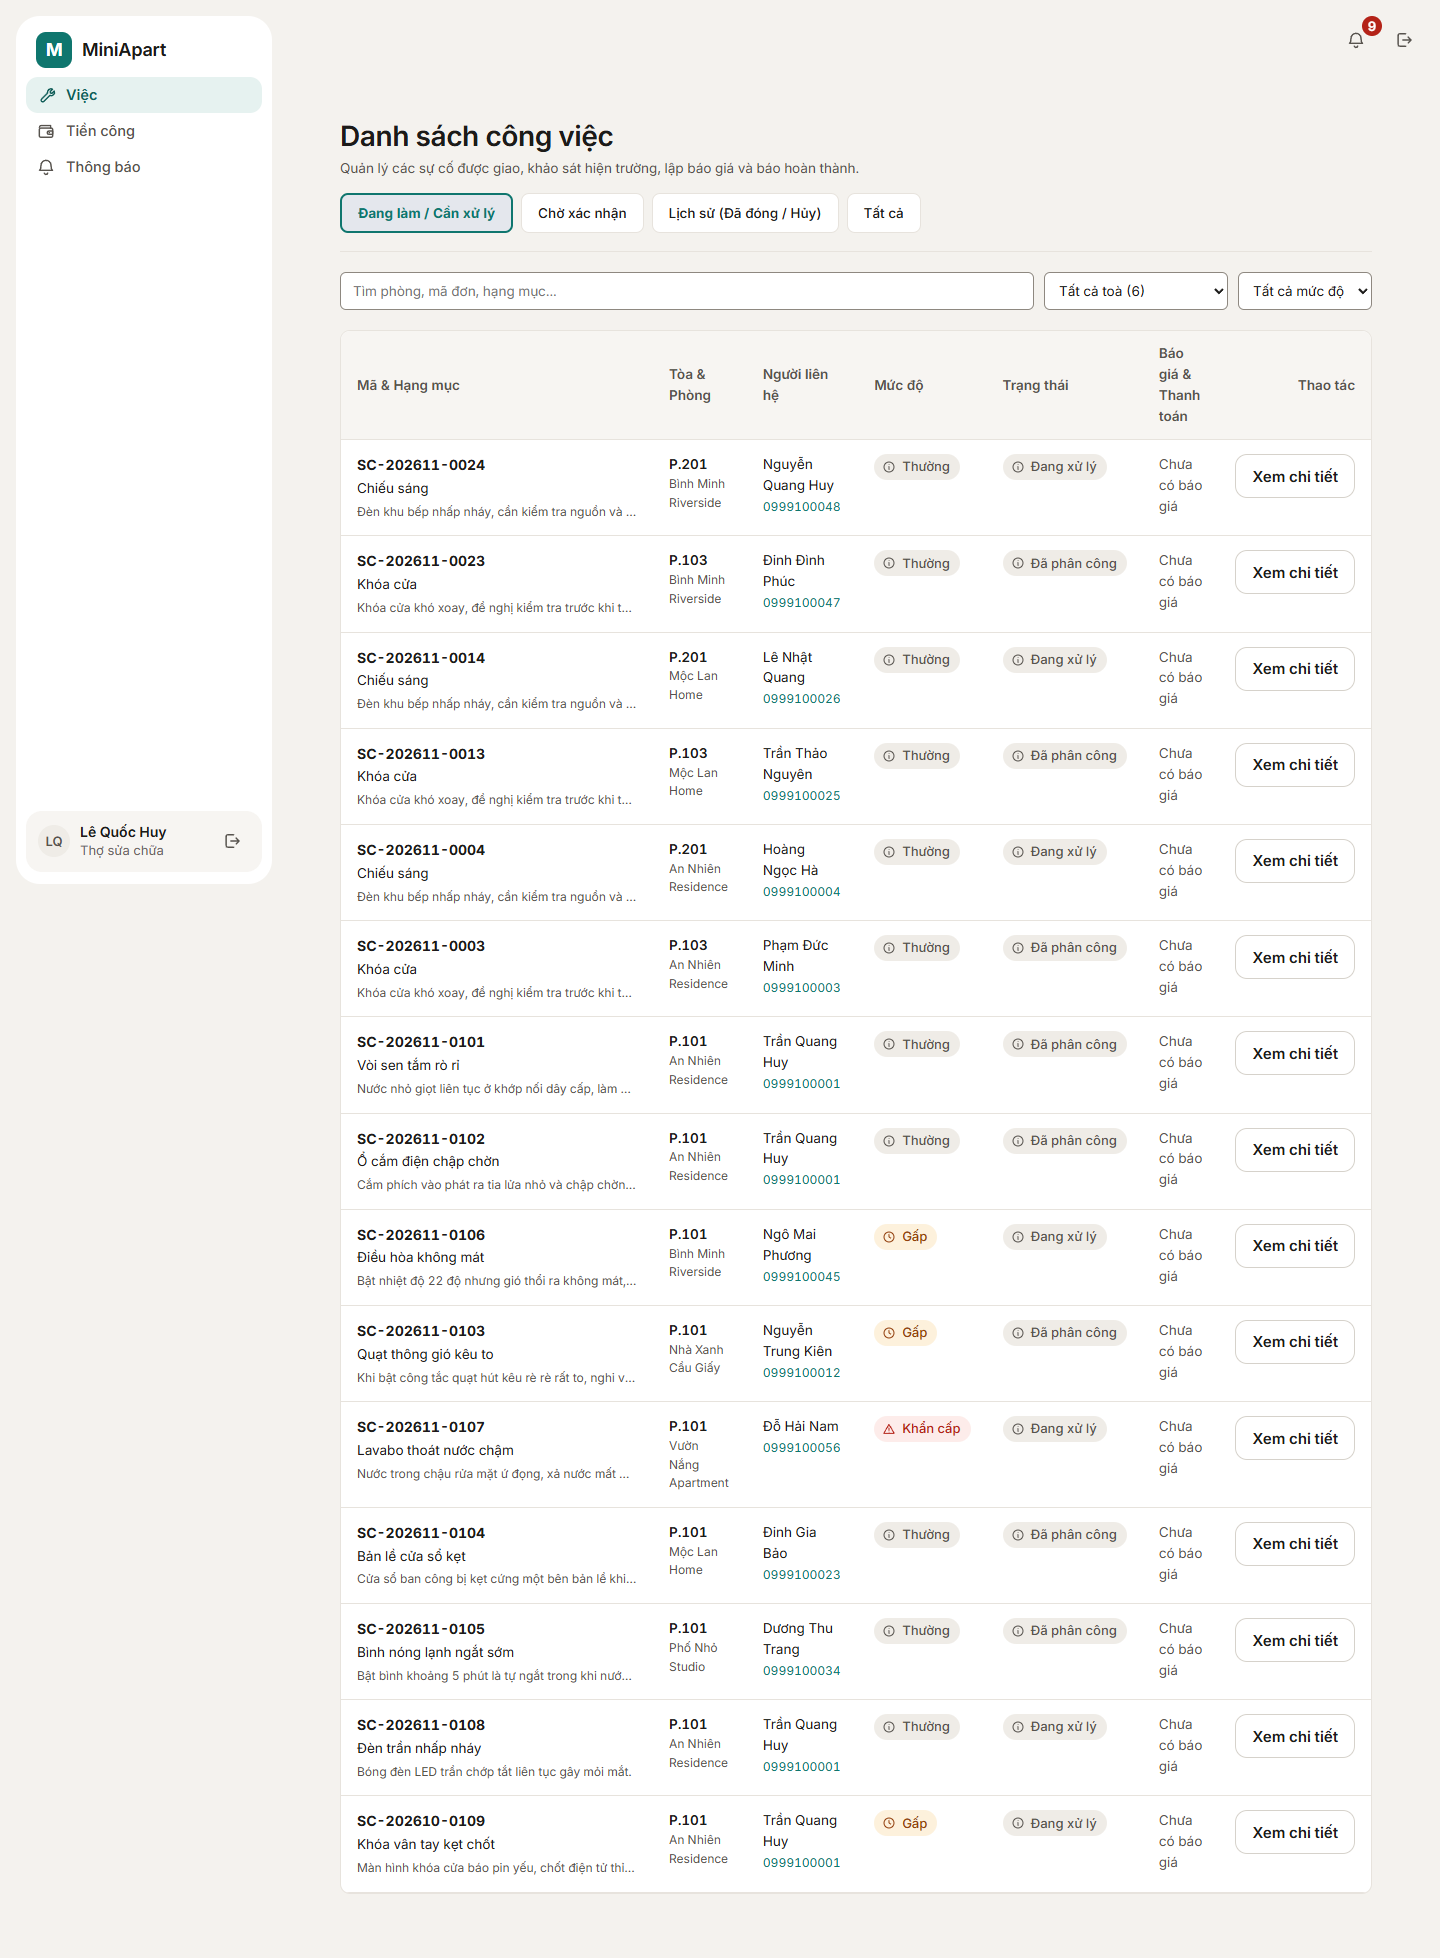 M MiniApart
9
Việc
Tiền công
Thông báo
Danh sách công việc
Quản lý các sự cố được giao, khảo sát hiện trường, lập báo giá và báo hoàn thành.
Đang làm / Cần xử lý
Chờ xác nhận
Lịch sử (Đã đóng / Hủy)
Tất cả
Tìm phòng, mã đơn, hạng mục...
Tất cả toà (6)
Tất cả mức độ
Mã & Hạng mục
Tòa &
Phòng
Người liên
hệ
Mức độ
Trạng thái
Báo
giá &
Thanh
toán
Thao tác
SC-202611-0024
Chiếu sáng
Đèn khu bếp nhấp nháy, cần kiểm tra nguồn và ...
P.201
Bình Minh
Riverside
Nguyễn
Quang Huy
0999100048
Thường
Đang xử lý
Chưa
có báo
giá
Xem chi tiết
SC-202611-0023
Khóa cửa
Khóa cửa khó xoay, đề nghị kiểm tra trước khi t...
P.103
Bình Minh
Riverside
Đinh Đình
Phúc
0999100047
Thường
Đã phân công
Chưa
có báo
giá
Xem chi tiết
SC-202611-0014
Chiếu sáng
Đèn khu bếp nhấp nháy, cần kiểm tra nguồn và ...
P.201
Mộc Lan
Home
Lê Nhật
Quang
0999100026
Thường
Đang xử lý
Chưa
có báo
giá
Xem chi tiết
SC-202611-0013
Khóa cửa
Khóa cửa khó xoay, đề nghị kiểm tra trước khi t...
P.103
Mộc Lan
Home
Trần Thảo
Nguyên
0999100025
Thường
Đã phân công
Chưa
có báo
giá
Xem chi tiết
SC-202611-0004
Chiếu sáng
Đèn khu bếp nhấp nháy, cần kiểm tra nguồn và ...
P.201
An Nhiên
Residence
Hoàng
Ngọc Hà
0999100004
Thường
Đang xử lý
Chưa
có báo
giá
Xem chi tiết
LQ
Lê Quốc Huy
Thợ sửa chữa
SC-202611-0003
Khóa cửa
Khóa cửa khó xoay, đề nghị kiểm tra trước khi t...
P.103
An Nhiên
Residence
Phạm Đức
Minh
0999100003
Thường
Đã phân công
Chưa
có báo
giá
Xem chi tiết
SC-202611-0101
Vòi sen tắm rò rỉ
Nước nhỏ giọt liên tục ở khớp nối dây cấp, làm ...
P.101
An Nhiên
Residence
Trần Quang
Huy
0999100001
Thường
Đã phân công
Chưa
có báo
giá
Xem chi tiết
SC-202611-0102
Ổ cắm điện chập chờn
Cắm phích vào phát ra tia lửa nhỏ và chập chờn...
P.101
An Nhiên
Residence
Trần Quang
Huy
0999100001
Thường
Đã phân công
Chưa
có báo
giá
Xem chi tiết
SC-202611-0106
Điều hòa không mát
Bật nhiệt độ 22 độ nhưng gió thổi ra không mát,...
P.101
Bình Minh
Riverside
Ngô Mai
Phương
0999100045
Gấp
Đang xử lý
Chưa
có báo
giá
Xem chi tiết
SC-202611-0103
Quạt thông gió kêu to
Khi bật công tắc quạt hút kêu rè rè rất to, nghi v...
P.101
Nhà Xanh
Cầu Giấy
Nguyễn
Trung Kiên
0999100012
Gấp
Đã phân công
Chưa
có báo
giá
Xem chi tiết
SC-202611-0107
Lavabo thoát nước chậm
Nước trong chậu rửa mặt ứ đọng, xả nước mất ...
P.101
Vườn
Nắng
Apartment
Đỗ Hải Nam
0999100056
Khẩn cấp
Đang xử lý
Chưa
có báo
giá
Xem chi tiết
SC-202611-0104
Bản lề cửa sổ kẹt
Cửa sổ ban công bị kẹt cứng một bên bản lề khi...
P.101
Mộc Lan
Home
Đinh Gia
Bảo
0999100023
Thường
Đã phân công
Chưa
có báo
giá
Xem chi tiết
SC-202611-0105
Bình nóng lạnh ngắt sớm
Bật bình khoảng 5 phút là tự ngắt trong khi nướ...
P.101
Phố Nhỏ
Studio
Dương Thu
Trang
0999100034
Thường
Đã phân công
Chưa
có báo
giá
Xem chi tiết
SC-202611-0108
Đèn trần nhấp nháy
Bóng đèn LED trần chớp tắt liên tục gây mỏi mắt.
P.101
An Nhiên
Residence
Trần Quang
Huy
0999100001
Thường
Đang xử lý
Chưa
có báo
giá
Xem chi tiết
SC-202610-0109
Khóa vân tay kẹt chốt
Màn hình khóa cửa báo pin yếu, chốt điện tử thi...
P.101
An Nhiên
Residence
Trần Quang
Huy
0999100001
Gấp
Đang xử lý
Chưa
có báo
giá
Xem chi tiết